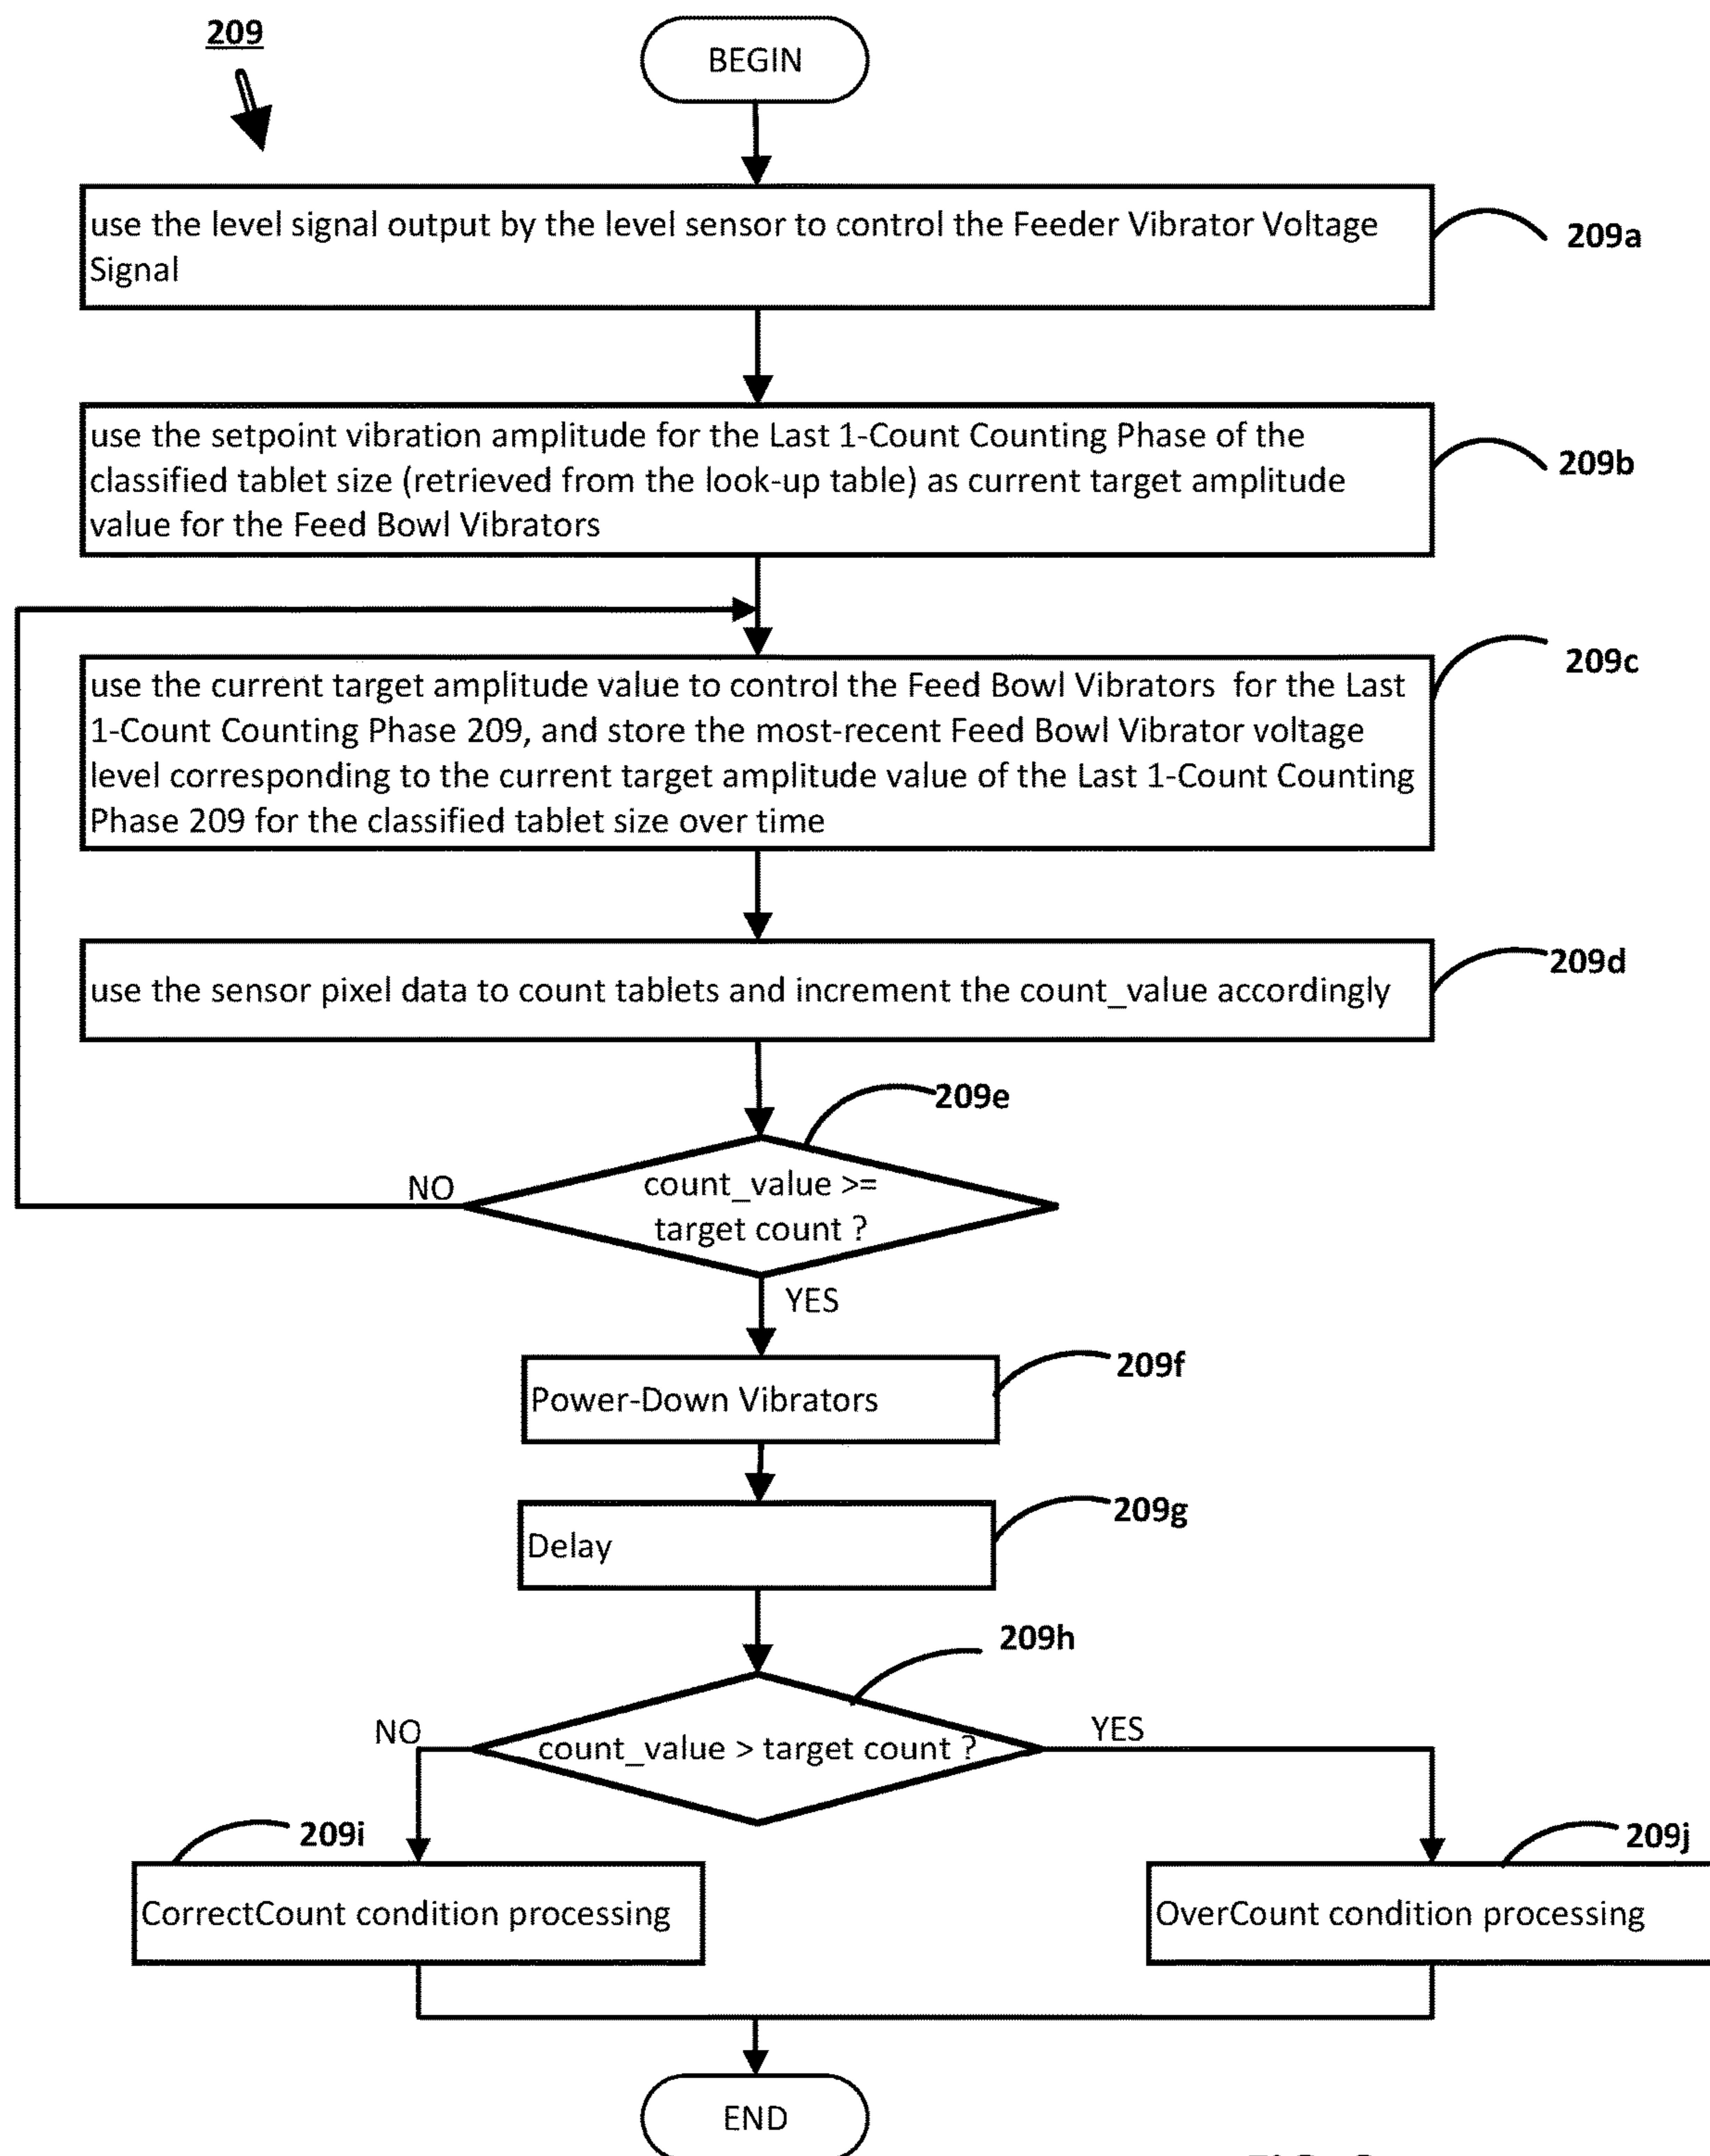 209
BEGIN
use the level signal output by the level sensor to control the Feeder Vibrator Voltage
Signal
209a
use the setpoint vibration amplitude for the Last 1-Count Counting Phase of the
classified tablet size (retrieved from the look-up table) as current target amplitude
value for the Feed Bowl Vibrators
209b
use the current target amplitude value to control the Feed Bowl Vibrators for the Last
1-Count Counting Phase 209, and store the most-recent Feed Bowl Vibrator voltage
level corresponding to the current target amplitude value of the Last 1-Count Counting
Phase 209 for the classified tablet size over time
209c
use the sensor pixel data to count tablets and increment the count_value accordingly
209d
209e
count_value >=
target count ?
NO
YES
Power-Down Vibrators
209f
Delay
209g
209h
count_value > target count ?
NO
YES
209i
CorrectCount condition processing
209j
OverCount condition processing
END